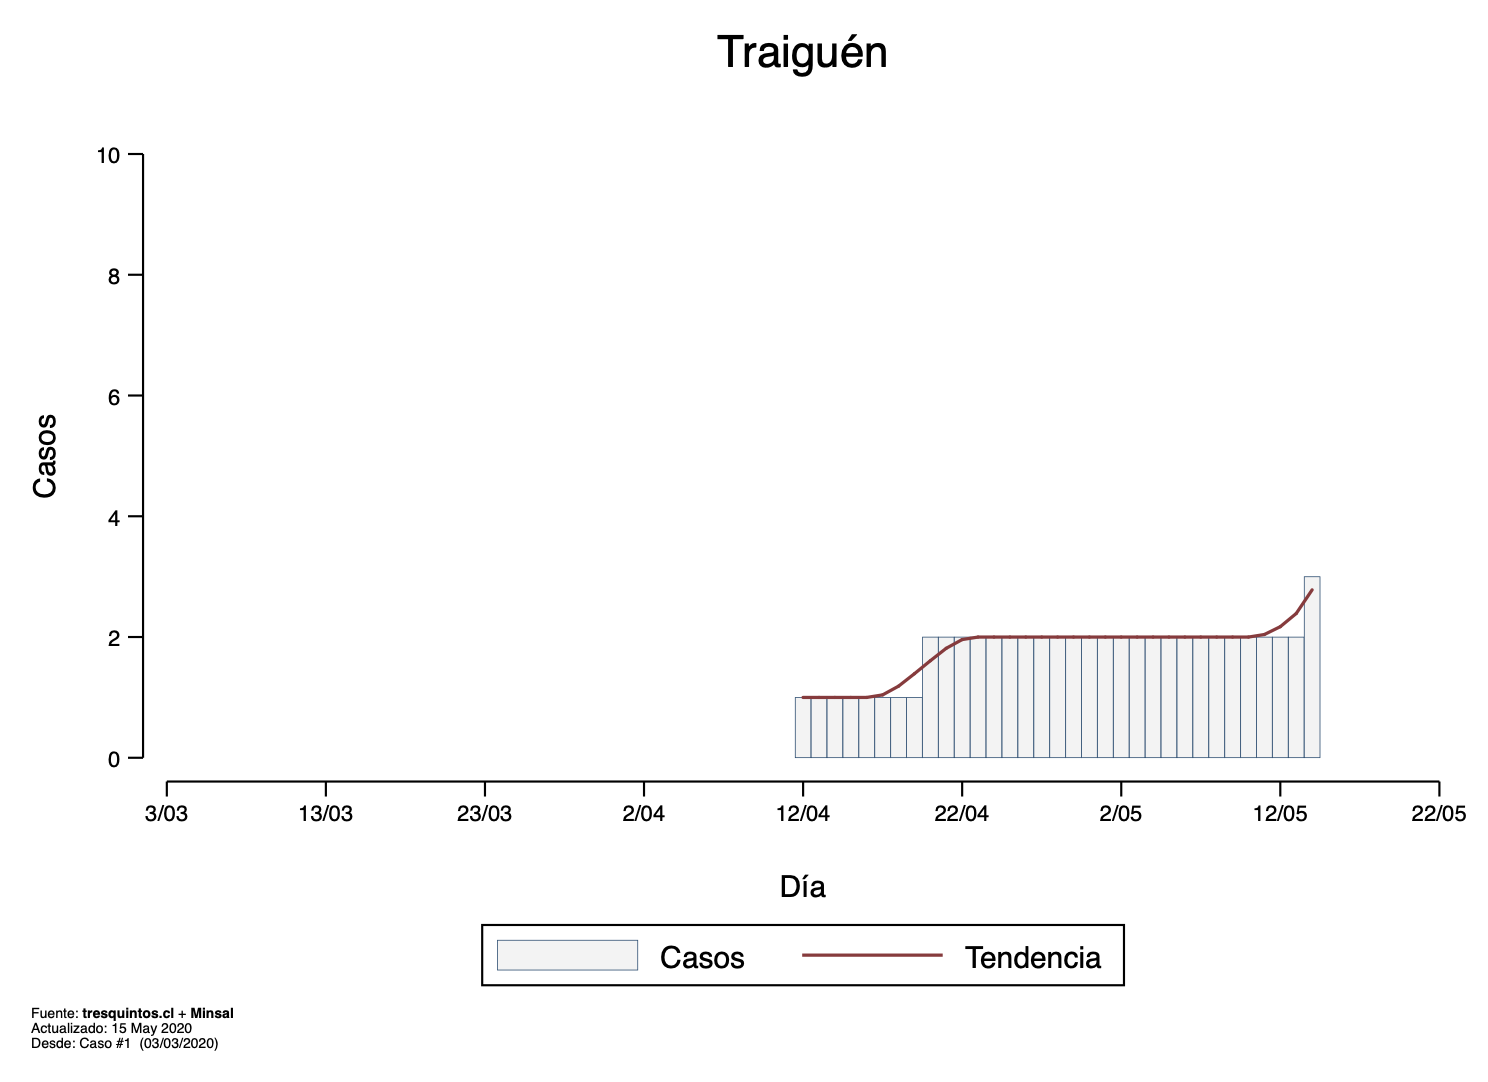 Traiguén
10
8
6
4
2
0
Casos
3/03 13/03 23/03 2/04 12/04 22/04 2/05 12/05 22/05
Día
Casos Tendencia
Fuente: tresquintos.cl + Minsal
Actualizado: 15 May 2020
Desde: Caso #1 (03/03/2020)